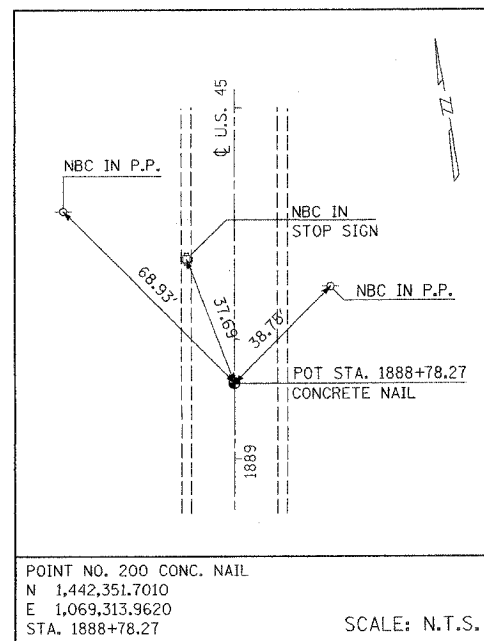 ℄ U.S. 45
NBC IN P.P.
NBC IN
STOP SIGN
68.93'
37.69'
38.78'
NBC IN P.P.
POT STA. 1888+78.27
CONCRETE NAIL
1889
POINT NO. 200 CONC. NAIL
N 1,442,351.7010
E 1,069,313.9620
STA. 1888+78.27
SCALE: N.T.S.